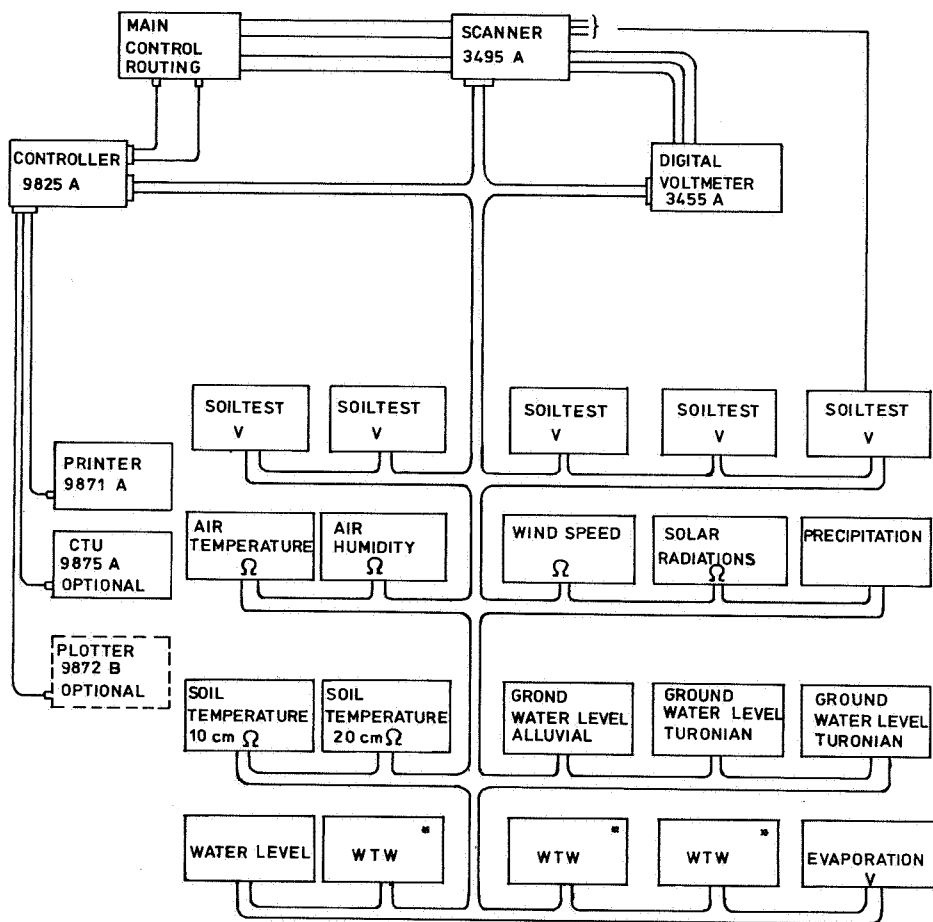 MAIN
CONTROL
ROUTING
SCANNER
3495 A
}
CONTROLLER
9825 A
DIGITAL
VOLTMETER
3455 A
SOILTEST
V
SOILTEST
V
SOILTEST
V
SOILTEST
V
SOILTEST
V
PRINTER
9871 A
AIR
TEMPERATURE
Ω
AIR
HUMIDITY
Ω
WIND SPEED
Ω
SOLAR
RADIATIONS
Ω
PRECIPITATION
CTU
9875 A
OPTIONAL
PLOTTER
9872 B
OPTIONAL
SOIL
TEMPERATURE
10 cm Ω
SOIL
TEMPERATURE
20 cm Ω
GROND
WATER LEVEL
ALLUVIAL
GROUND
WATER LEVEL
TURONIAN
GROUND
WATER LEVEL
TURONIAN
WATER LEVEL
*
WTW
*
WTW
*
WTW
EVAPORATION
V